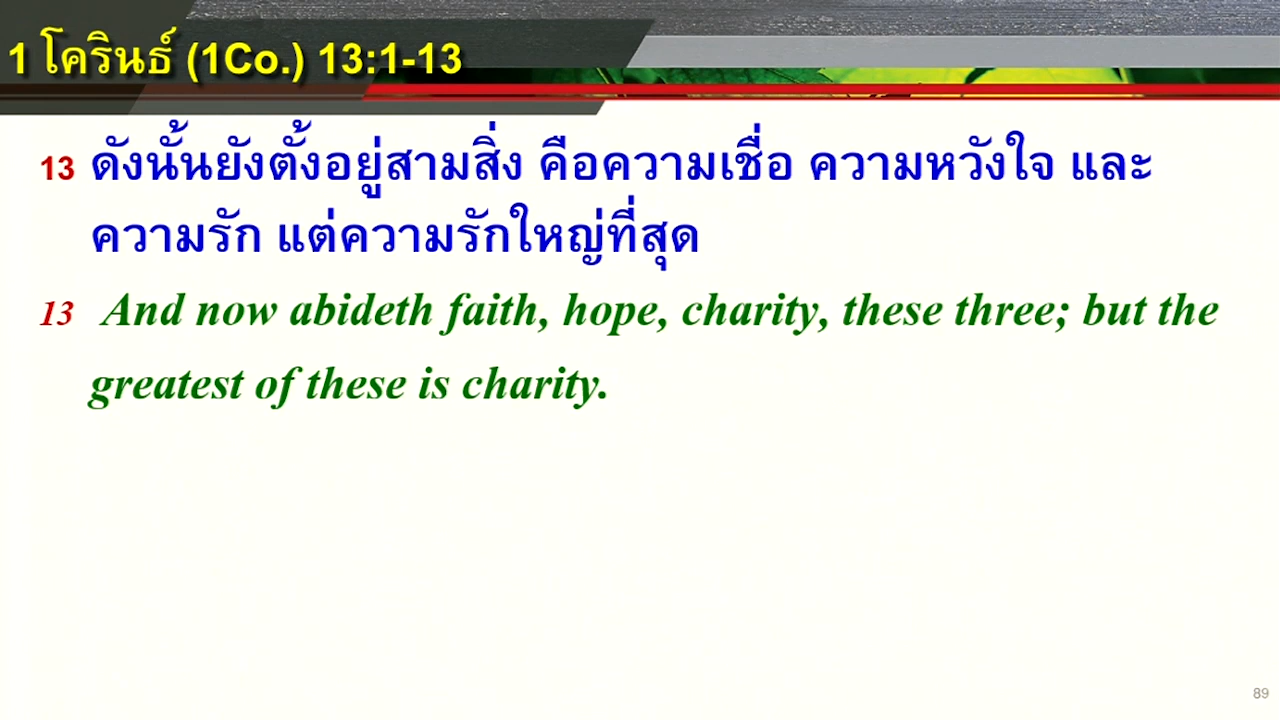 1 โครินธ์ (1Co.) 13:1-13
13 ดังนั้นยังตั้งอยู่สามสิ่ง คือความเชื่อ ความหวังใจ และ
ความรัก แต่ความรักใหญ่ที่สุด
13 And now abideth faith, hope, charity, these three; but the
greatest of these is charity.
89